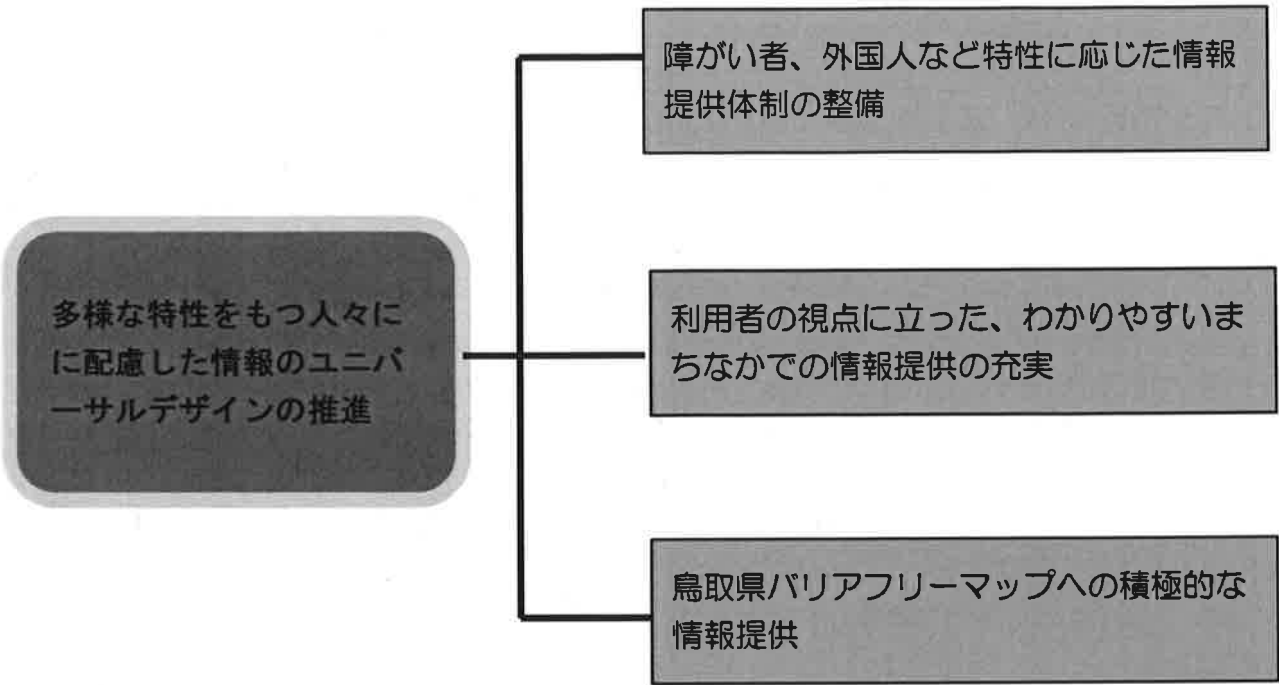 障がい者、外国人など特性に応じた情報
提供体制の整備
多様な特性をもつ人々に
に配慮した情報のユニバ
ーサルデザインの推進
利用者の視点に立った、わかりやすいま
ちなかでの情報提供の充実
鳥取県バリアフリーマップへの積極的な
情報提供